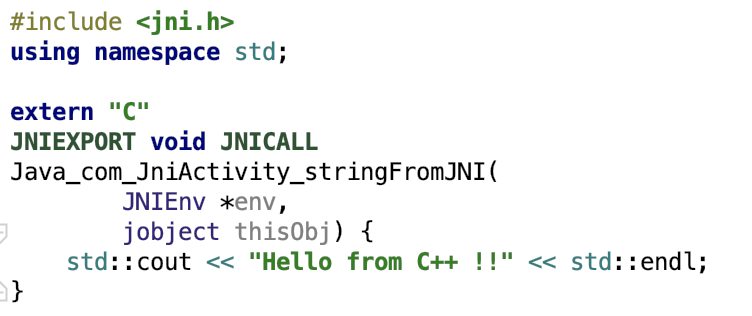 #include <jni.h>
using namespace std;

extern "C"
JNIEXPORT void JNICALL
Java_com_JniActivity_stringFromJNI(
        JNIEnv *env,
        jobject thisObj) {
    std::cout << "Hello from C++ !!" << std::endl;
}